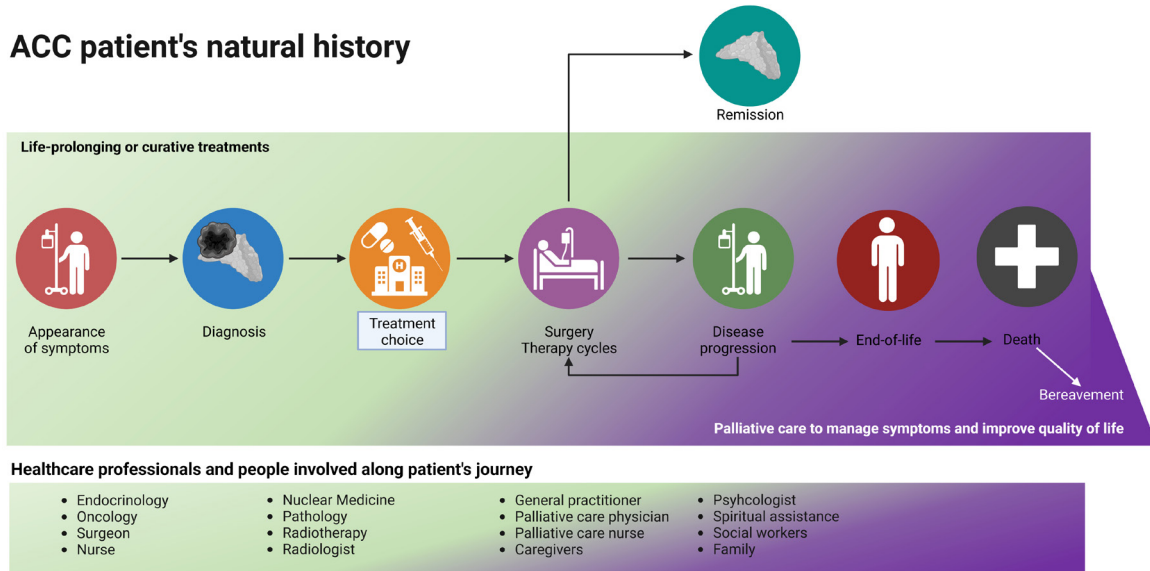 ACC patient's natural history
Remission
Life-prolonging or curative treatments
H
Appearance
of symptoms
Diagnosis
Treatment
choice
Surgery
Therapy cycles
Disease
progression
End-of-life
Death
Bereavement
Palliative care to manage symptoms and improve quality of life
Healthcare professionals and people involved along patient's journey
• Endocrinology
• Oncology
• Surgeon
• Nurse
• Nuclear Medicine
• Pathology
• Radiotherapy
• Radiologist
• General practitioner
• Palliative care physician
• Palliative care nurse
• Caregivers
• Psyhcologist
• Spiritual assistance
• Social workers
• Family